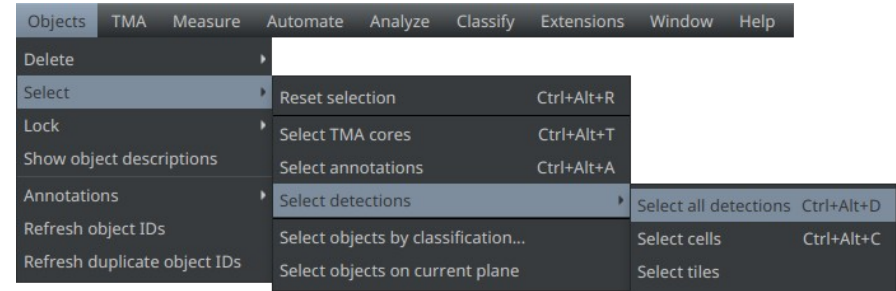 Objects TMA Measure Automate Analyze Classify Extensions Window Help
Delete
Select
Lock
Show object descriptions
Annotations
Refresh object IDs
Refresh duplicate object IDs
Reset selection Ctrl+Alt+R
Select TMA cores Ctrl+Alt+T
Select annotations Ctrl+Alt+A
Select detections
Select objects by classification...
Select objects on current plane
Select all detections Ctrl+Alt+D
Select cells Ctrl+Alt+C
Select tiles